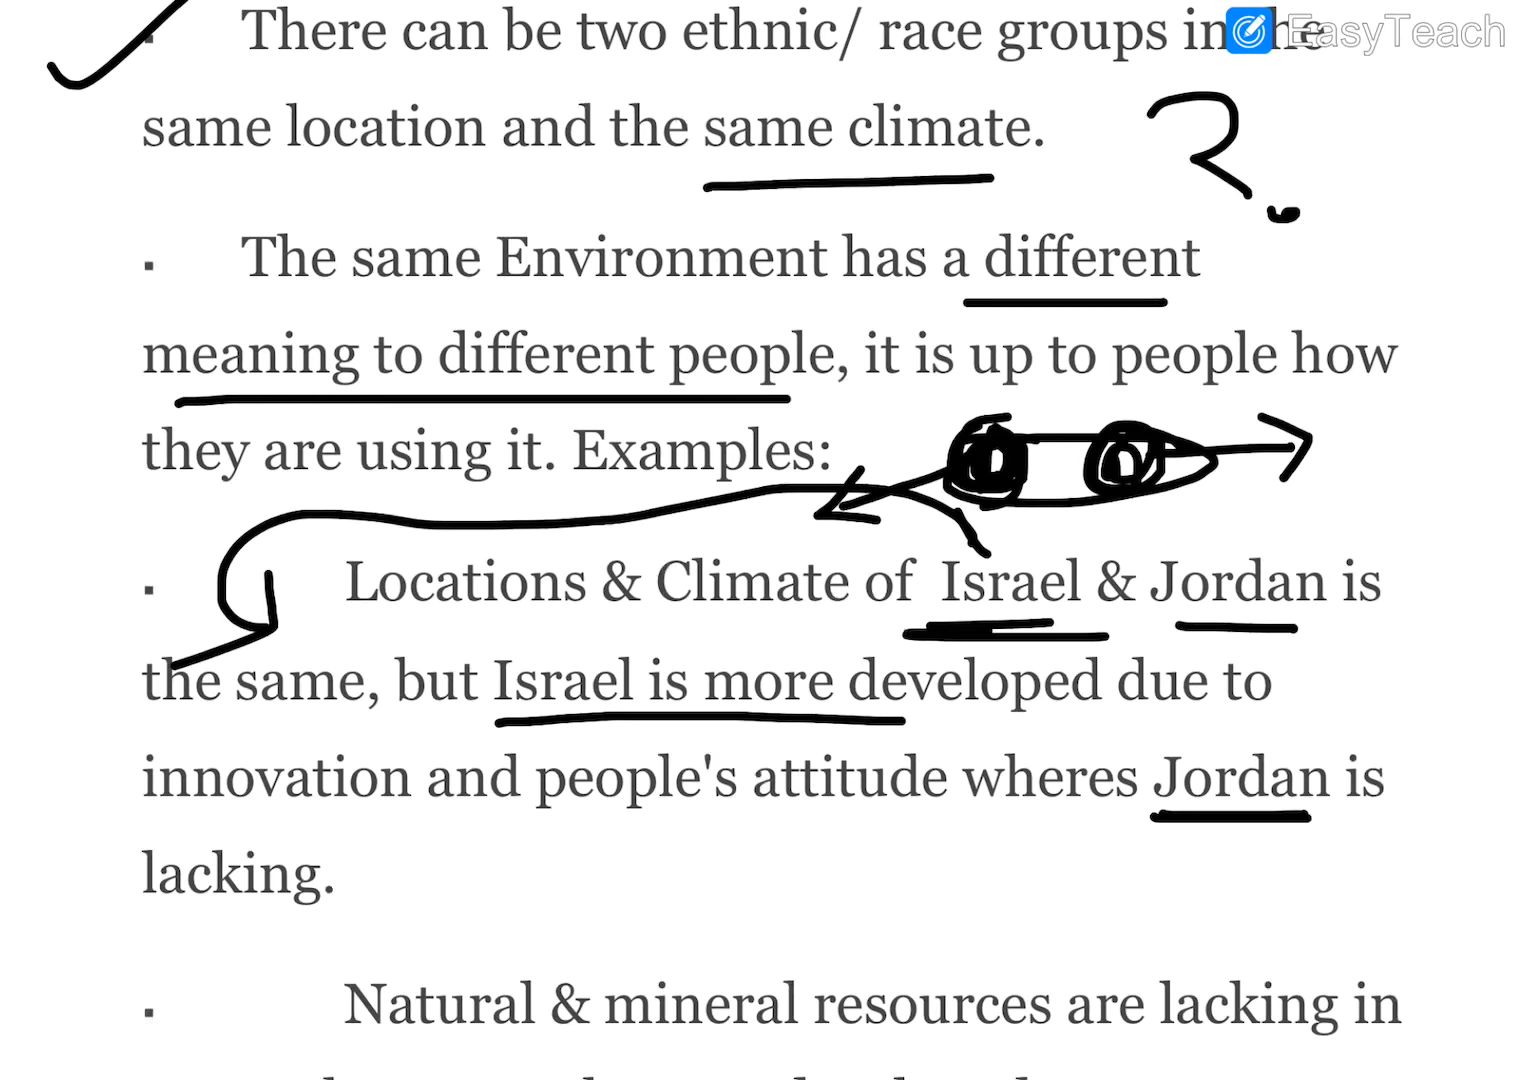 There can be two ethnic/ race groups in the
EasyTeach
same location and the same climate.
?
▪ The same Environment has a different
meaning to different people, it is up to people how
they are using it. Examples:
▪ Locations & Climate of Israel & Jordan is
the same, but Israel is more developed due to
innovation and people's attitude wheres Jordan is
lacking.
▪ Natural & mineral resources are lacking in